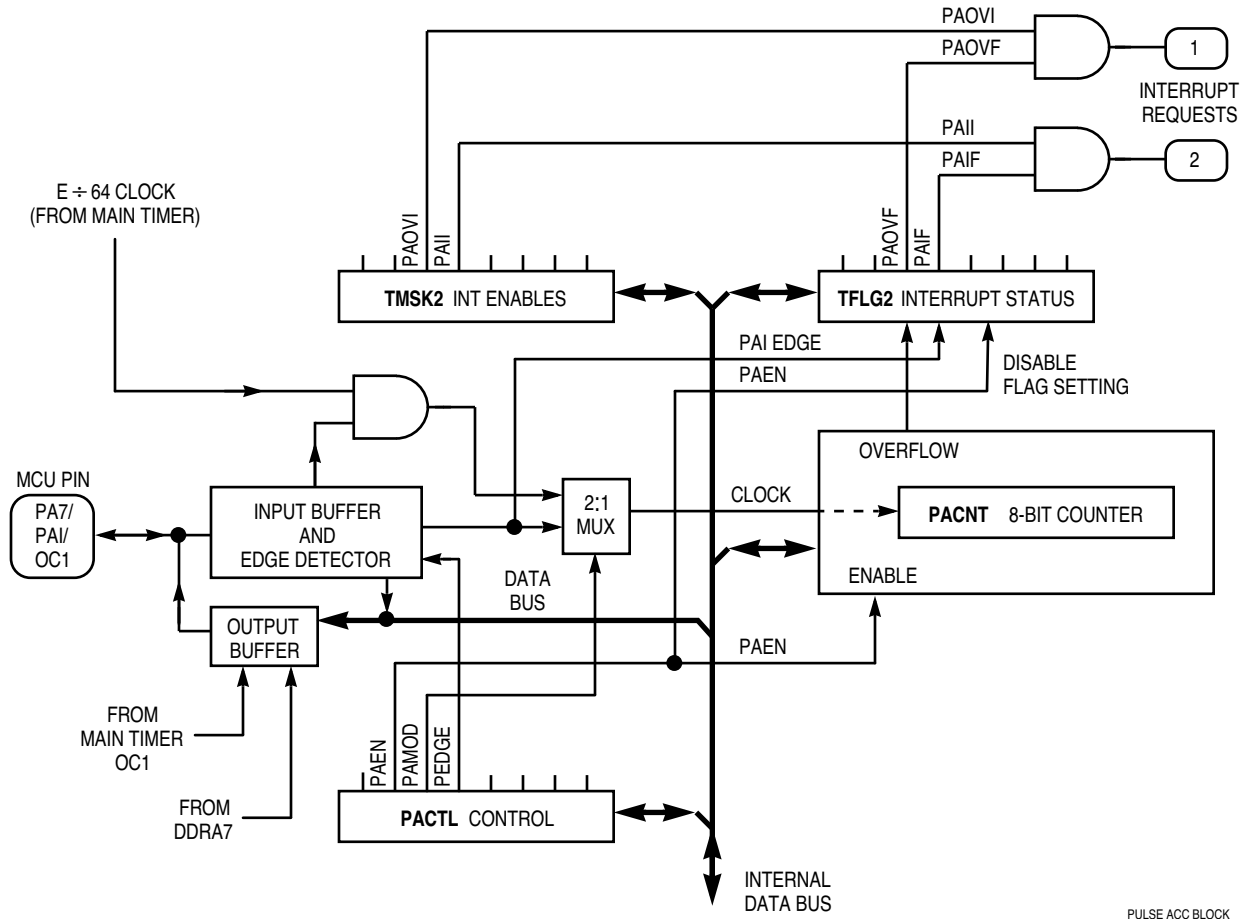 PAOVI
PAOVF
1
INTERRUPT
REQUESTS
PAII
PAIF
2
E ÷ 64 CLOCK
(FROM MAIN TIMER)
PAOVI
PAII
PAOVF
PAIF
TMSK2 INT ENABLES
TFLG2 INTERRUPT STATUS
PAI EDGE
PAEN
DISABLE
FLAG SETTING
OVERFLOW
MCU PIN
PA7/
PAI/
OC1
INPUT BUFFER
AND
EDGE DETECTOR
2:1
MUX
CLOCK
PACNT 8-BIT COUNTER
ENABLE
DATA
BUS
OUTPUT
BUFFER
PAEN
FROM
MAIN TIMER
OC1
PAEN
PAMOD
PEDGE
FROM
DDRA7
PACTL CONTROL
INTERNAL
DATA BUS
PULSE ACC BLOCK